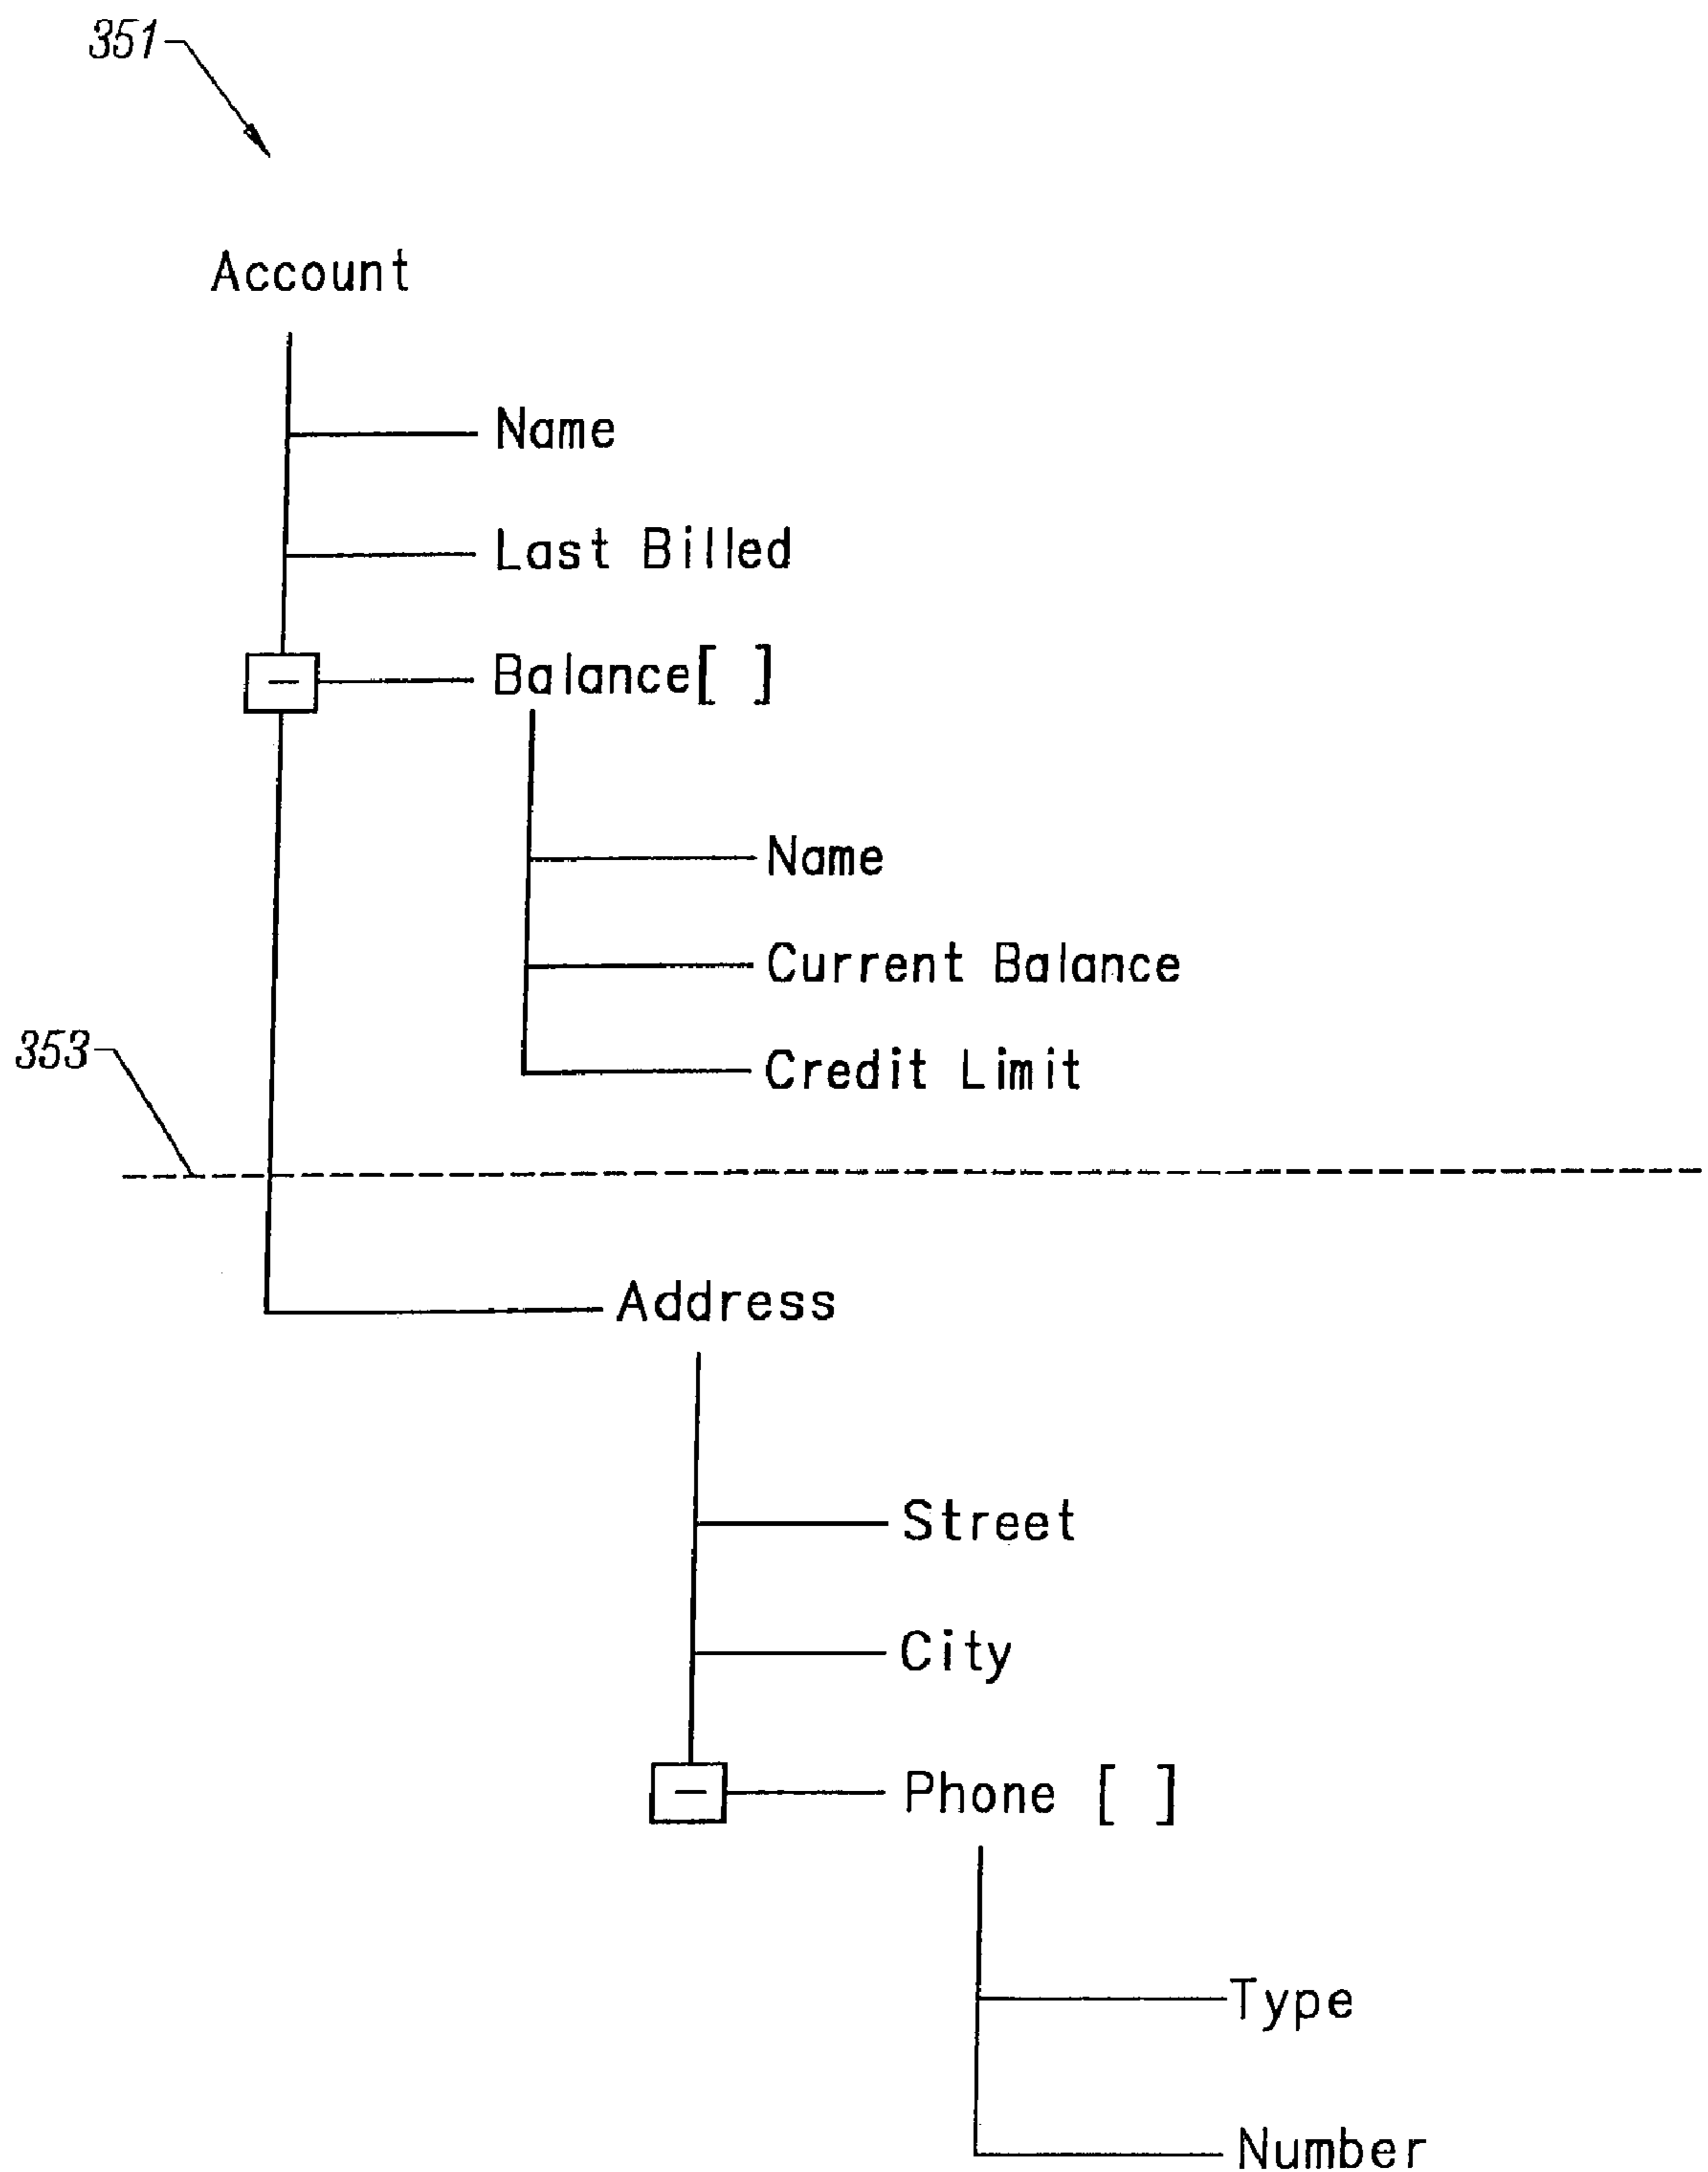 351
Account
Name
Last Billed
Balance[ ]
Name
Current Balance
353
Credit Limit
Address
Street
City
Phone [ ]
Type
Number